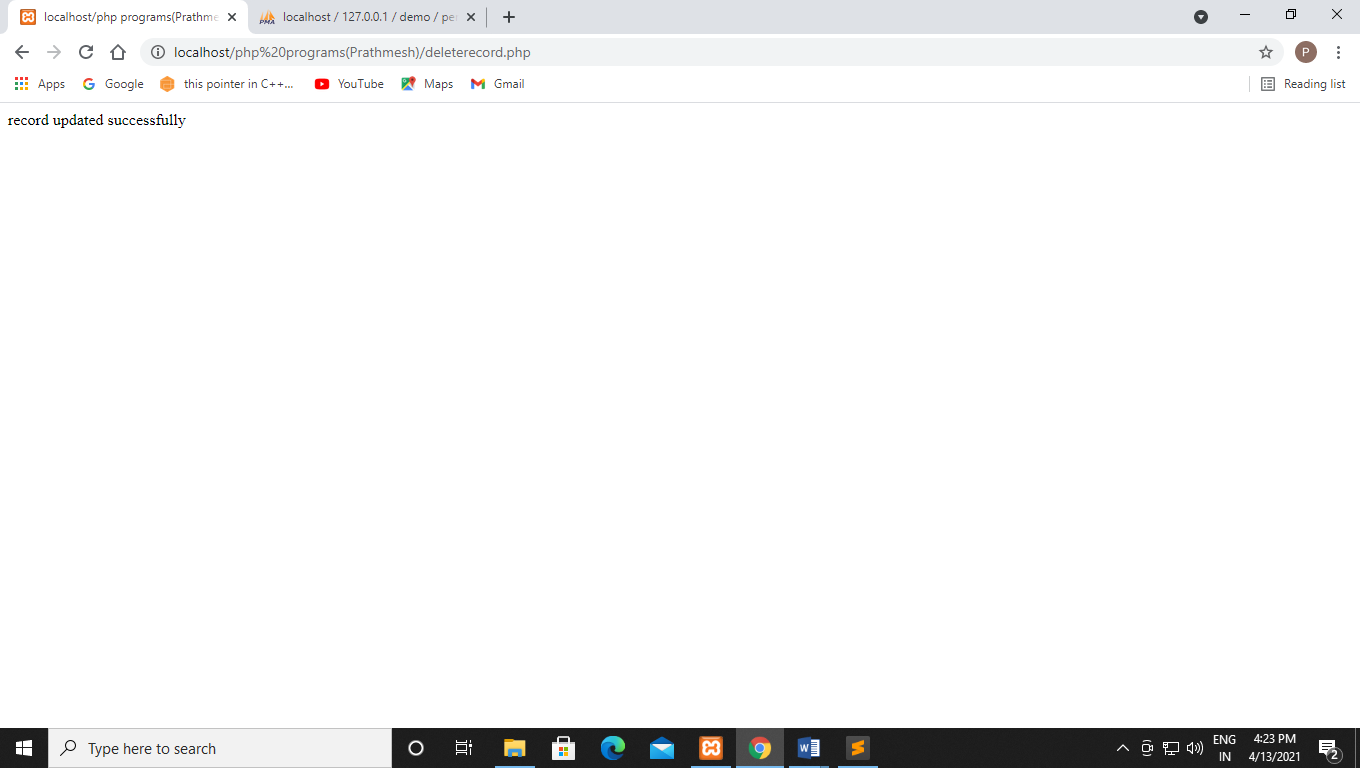 localhost/php programs(Prathme
localhost / 127.0.0.1 / demo / per
localhost/php%20programs(Prathmesh)/deleterecord.php
P
Apps
Google
this pointer in C++...
YouTube
Maps
Gmail
Reading list
record updated successfully
Type here to search
ENG
IN
4:23 PM
4/13/2021
2